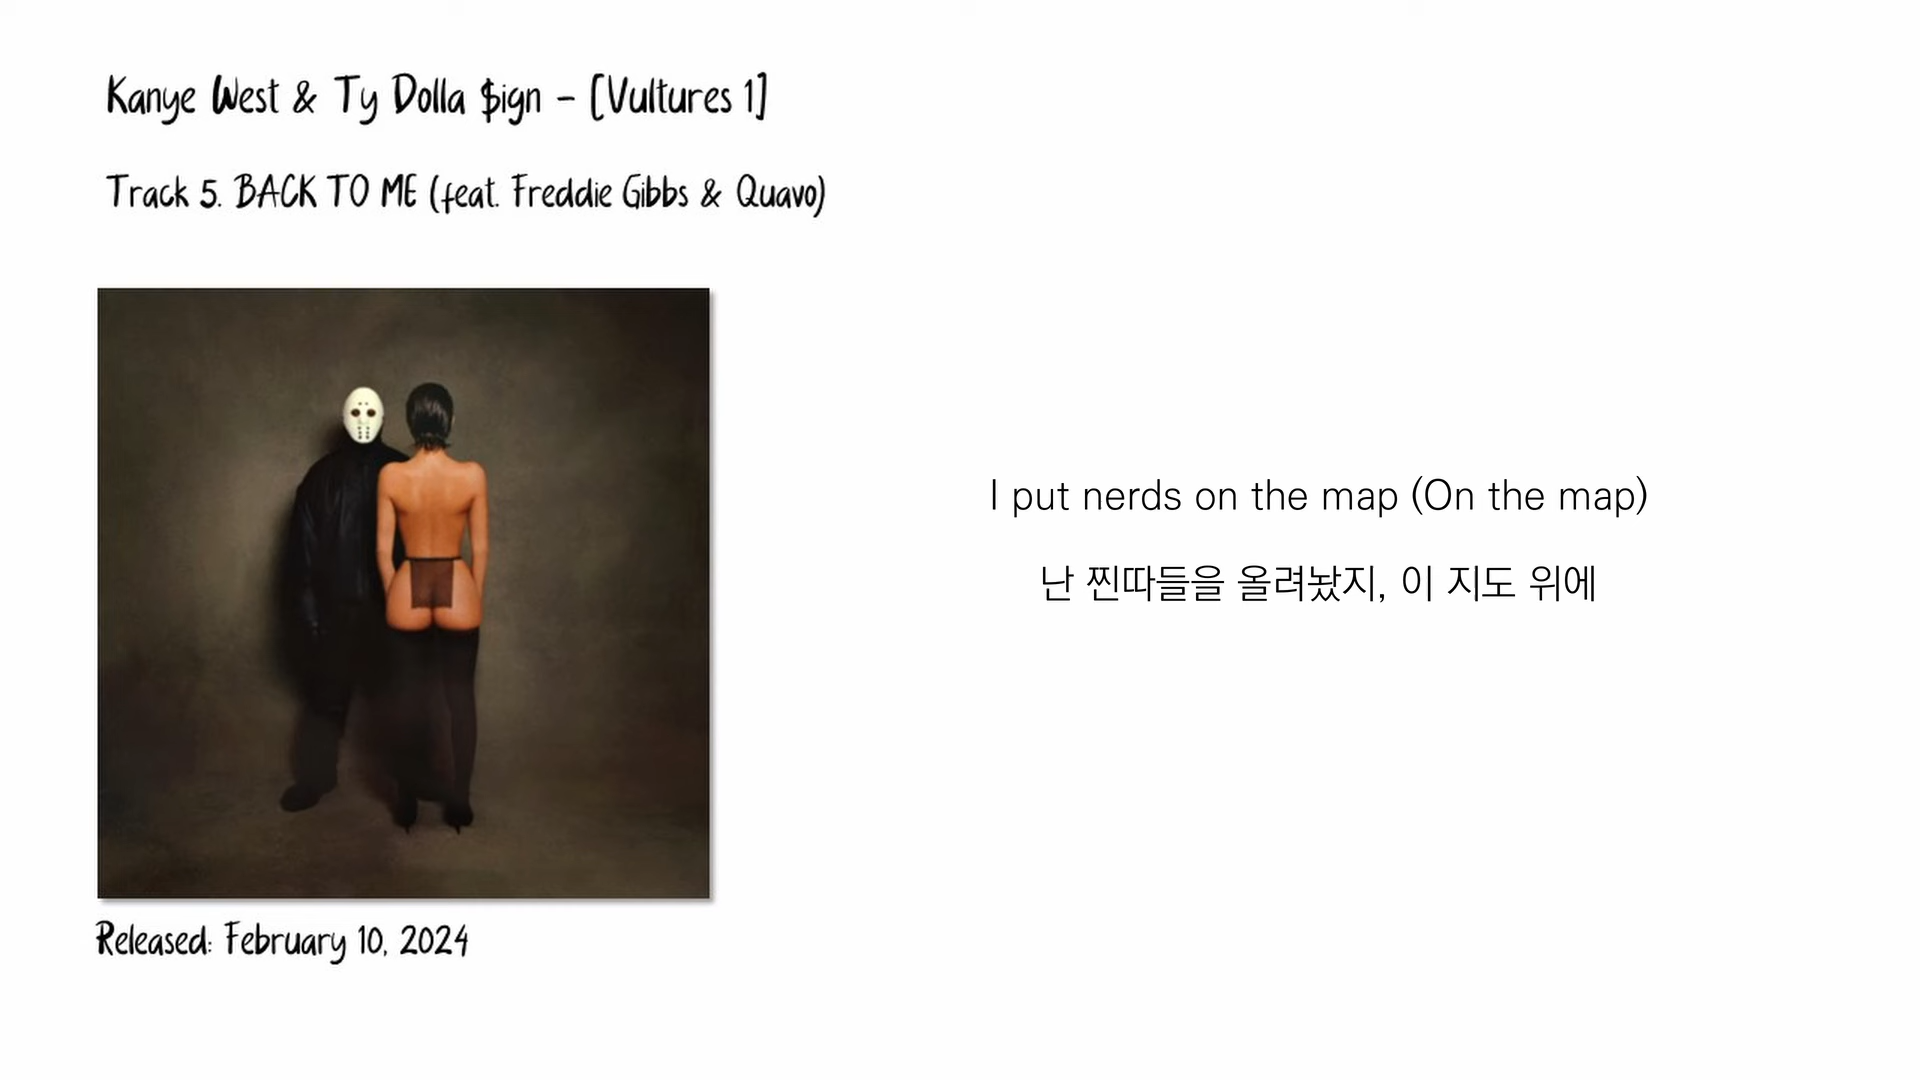 Kanye West & Ty Dolla $ign - [Vultures 1]
Track 5. BACK TO ME (feat. Freddie Gibbs & Quavo)
I put nerds on the map (On the map)
난 찐따들을 올려놨지, 이 지도 위에
Released: February 10, 2024